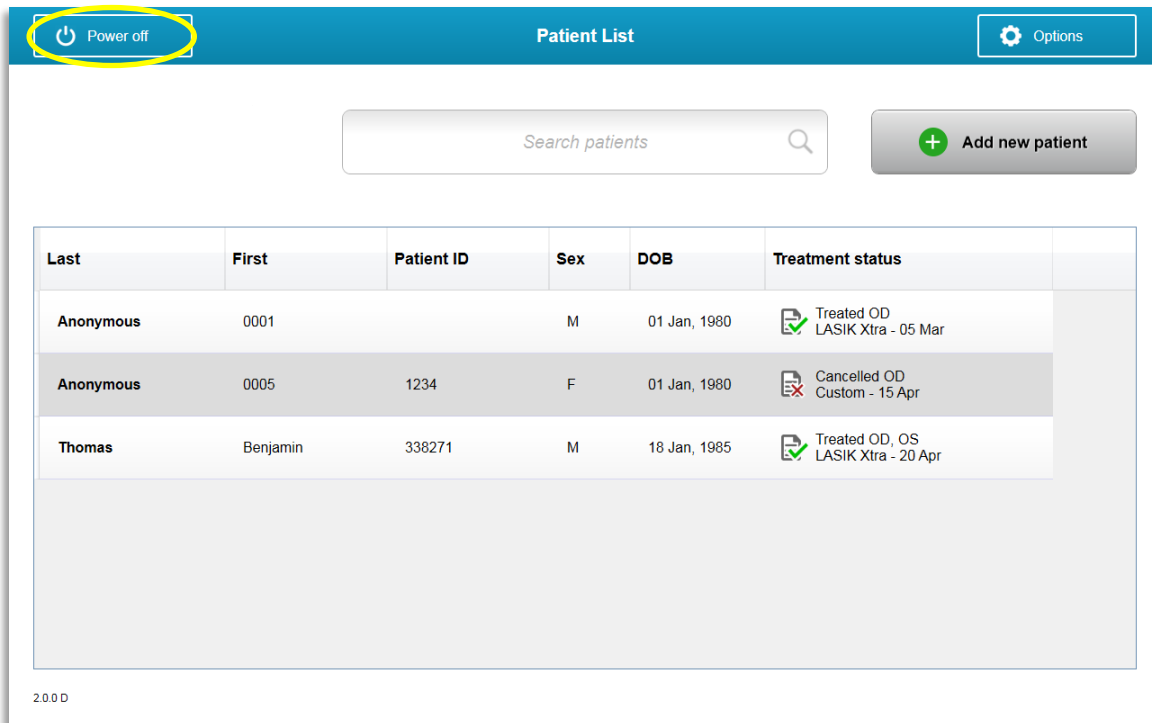 Power off
Patient List
Options
Search patients
Add new patient
Last First Patient ID Sex DOB Treatment status
Anonymous 0001 M 01 Jan, 1980 Treated OD
LASIK Xtra - 05 Mar
Anonymous 0005 1234 F 01 Jan, 1980 Cancelled OD
Custom - 15 Apr
Thomas Benjamin 338271 M 18 Jan, 1985 Treated OD, OS
LASIK Xtra - 20 Apr
2.0.0 D